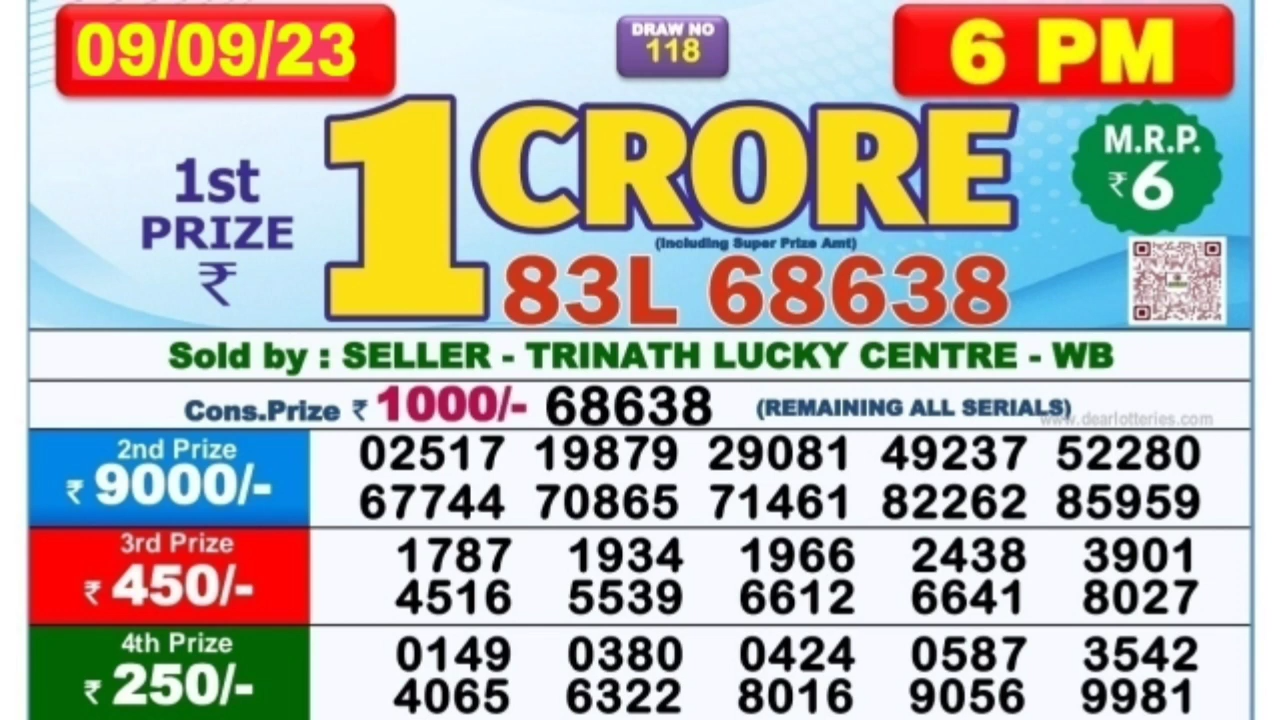 09/09/23
DRAW NO
118
6 PM
1st
PRIZE
₹
1 CRORE
(Including Super Prize Amt)
83L 68638
M.R.P.
₹6
Sold by : SELLER - TRINATH LUCKY CENTRE - WB
Cons.Prize ₹ 1000/- 68638 (REMAINING ALL SERIALS)
www.dearlotteries.com
2nd Prize
₹ 9000/-
02517 19879 29081 49237 52280
67744 70865 71461 82262 85959
3rd Prize
₹ 450/-
1787 1934 1966 2438 3901
4516 5539 6612 6641 8027
4th Prize
₹ 250/-
0149 0380 0424 0587 3542
4065 6322 8016 9056 9981